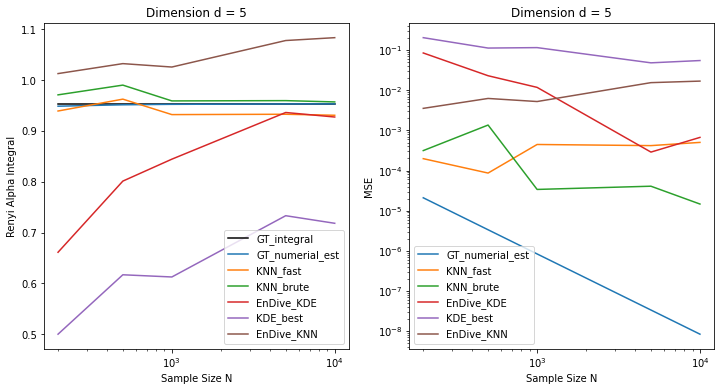 Dimension d = 5
Renyi Alpha Integral
1.1
1.0
0.9
0.8
0.7
0.6
0.5
GT_integral
GT_numerial_est
KNN_fast
KNN_brute
EnDive_KDE
KDE_best
EnDive_KNN
10³
10⁴
Sample Size N
Dimension d = 5
MSE
10⁻¹
10⁻²
10⁻³
10⁻⁴
10⁻⁵
10⁻⁶
10⁻⁷
10⁻⁸
GT_numerial_est
KNN_fast
KNN_brute
EnDive_KDE
KDE_best
EnDive_KNN
10³
10⁴
Sample Size N